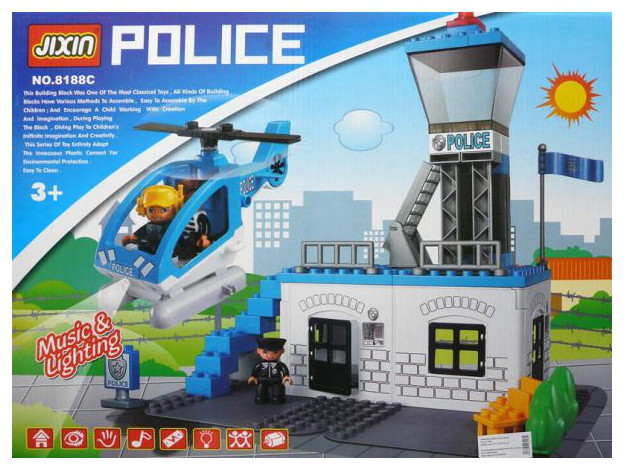 JIXIN
POLICE
NO.8188C
This Building Block Was One Of The Most Classical Toys , All Kinds Of Building
Blocks Have Various Methods To Assemble , Easy To Assemble By The
Children ; And Encourage A Child Working With Creation
And Imagination , During Playing
The Block , Giving Play To Children's
Infinite Imagination And Creativity .
This Series Of Toy Entirely Adopt
The Innocuous Plastic Cement For
Environmental Protection .
Easy To Clean .
3+
POLICE
POLICE
POLICE
Music &
Lighting
POLICE